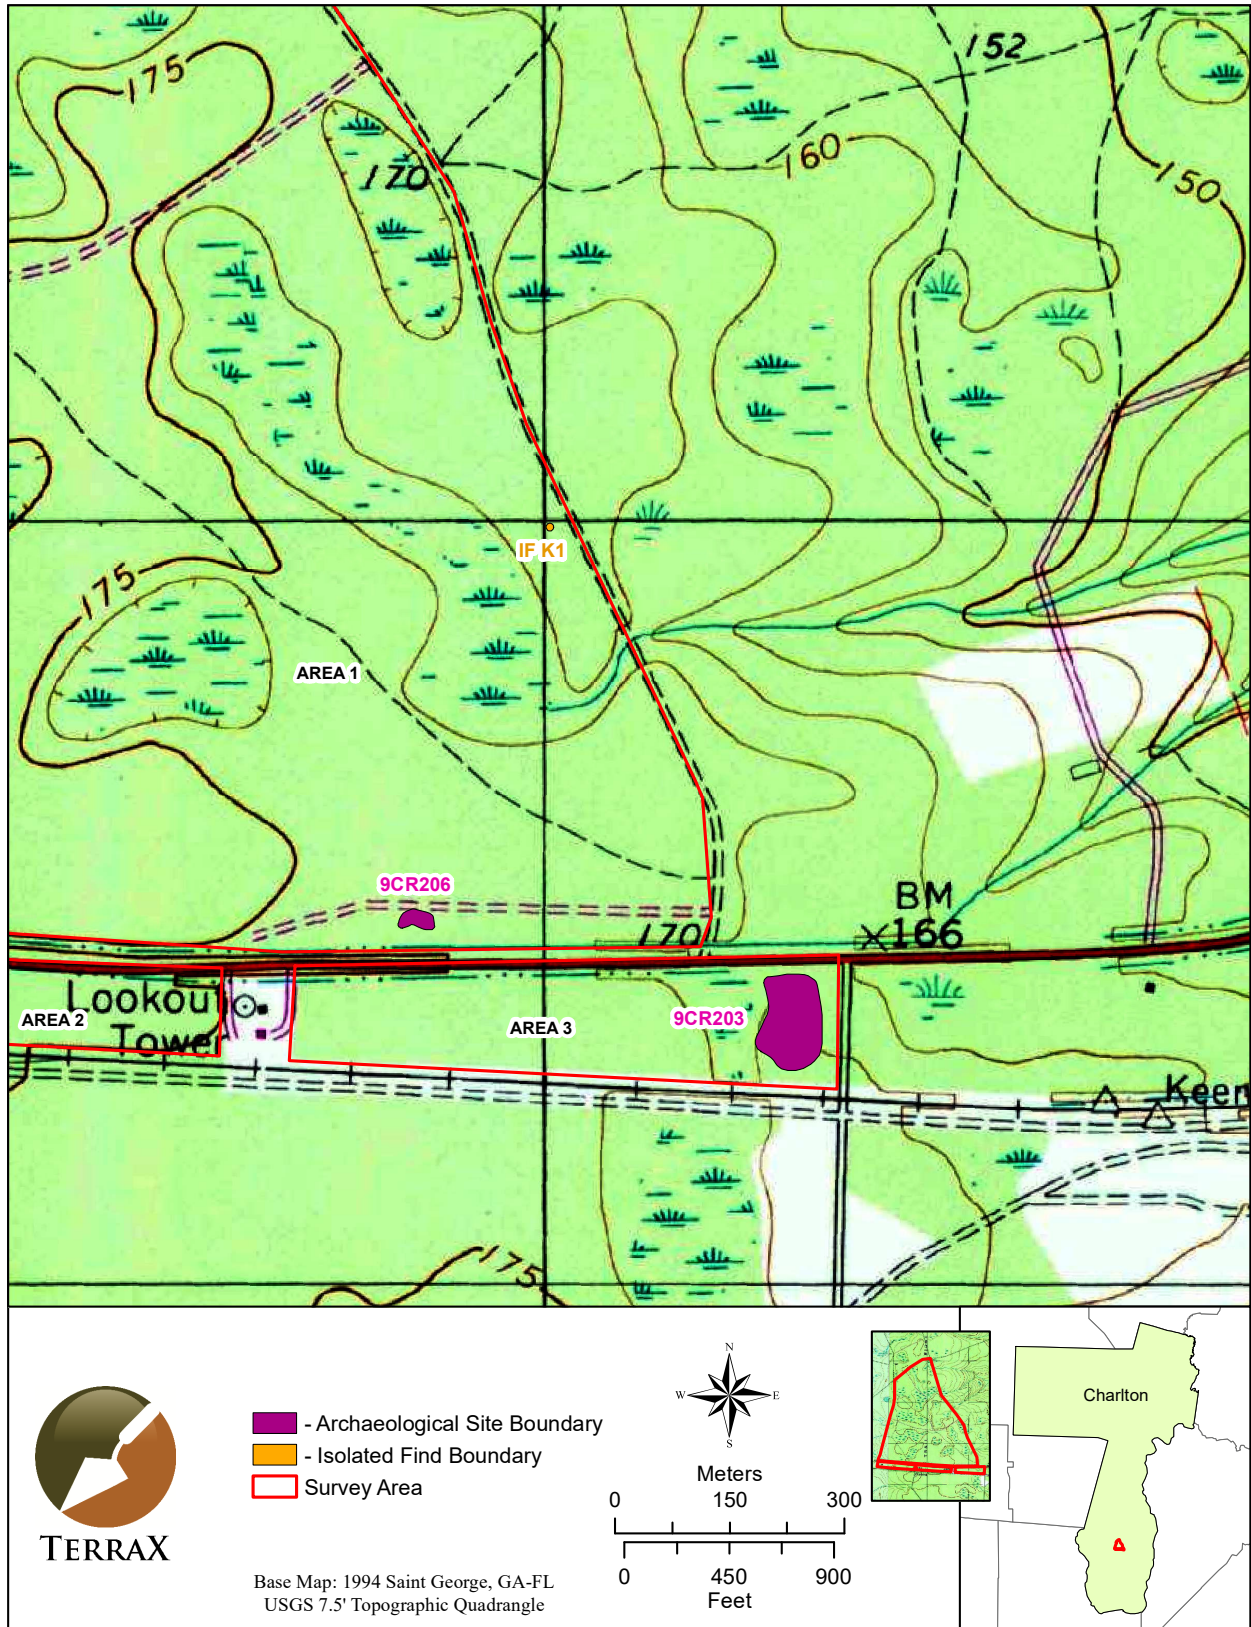 175
152
160
170
150
IF K1
175
AREA 1
9CR206
BM
170
166
Lookou
Tower
AREA 2
AREA 3
9CR203
Keen
175
- Archaeological Site Boundary
- Isolated Find Boundary
Survey Area
TERRAX
Base Map: 1994 Saint George, GA-FL
USGS 7.5' Topographic Quadrangle
N
W E
S
Meters
0 150 300
0 450 900
Feet
Charlton